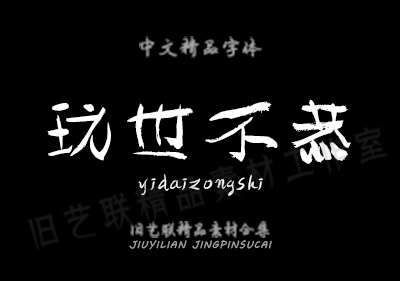 中文精品字体
玩世不恭
yidaizongshi
旧艺联精品素材工作室
旧艺联精品素材合集
JIUYILIAN JINGPINSUCAI